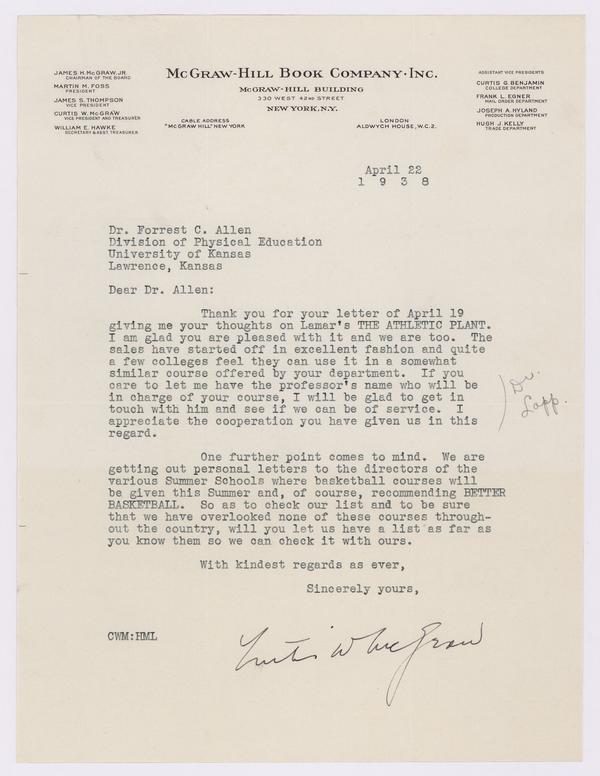 JAMES H. McGRAW, JR.
CHAIRMAN OF THE BOARD
MARTIN M. FOSS
PRESIDENT
JAMES S. THOMPSON
VICE PRESIDENT
CURTIS W. McGRAW
VICE PRESIDENT AND TREASURER
WILLIAM E. HAWKE
SECRETARY & ASST. TREASURER
McGRAW-HILL BOOK COMPANY·INC.
McGRAW-HILL BUILDING
330 WEST 42ND STREET
NEW YORK, N.Y.
CABLE ADDRESS
"McGRAW HILL" NEW YORK
LONDON
ALDWYCH HOUSE, W.C.2.
ASSISTANT VICE PRESIDENTS
CURTIS G. BENJAMIN
COLLEGE DEPARTMENT
FRANK L. EGNER
MAIL ORDER DEPARTMENT
JOSEPH A. HYLAND
PRODUCTION DEPARTMENT
HUGH J. KELLY
TRADE DEPARTMENT
April 22
1 9 3 8
Dr. Forrest C. Allen
Division of Physical Education
University of Kansas
Lawrence, Kansas
Dear Dr. Allen:
Thank you for your letter of April 19
giving me your thoughts on Lamar's THE ATHLETIC PLANT.
I am glad you are pleased with it and we are too. The
sales have started off in excellent fashion and quite
a few colleges feel they can use it in a somewhat
similar course offered by your department. If you
care to let me have the professor's name who will be
in charge of your course, I will be glad to get in
touch with him and see if we can be of service. I
appreciate the cooperation you have given us in this
regard.
Dr.
Lapp.
One further point comes to mind. We are
getting out personal letters to the directors of the
various Summer Schools where basketball courses will
be given this Summer and, of course, recommending BETTER
BASKETBALL. So as to check our list and to be sure
that we have overlooked none of these courses through-
out the country, will you let us have a list as far as
you know them so we can check it with ours.
With kindest regards as ever,
Sincerely yours,
CWM:HML
Curtis W McGraw